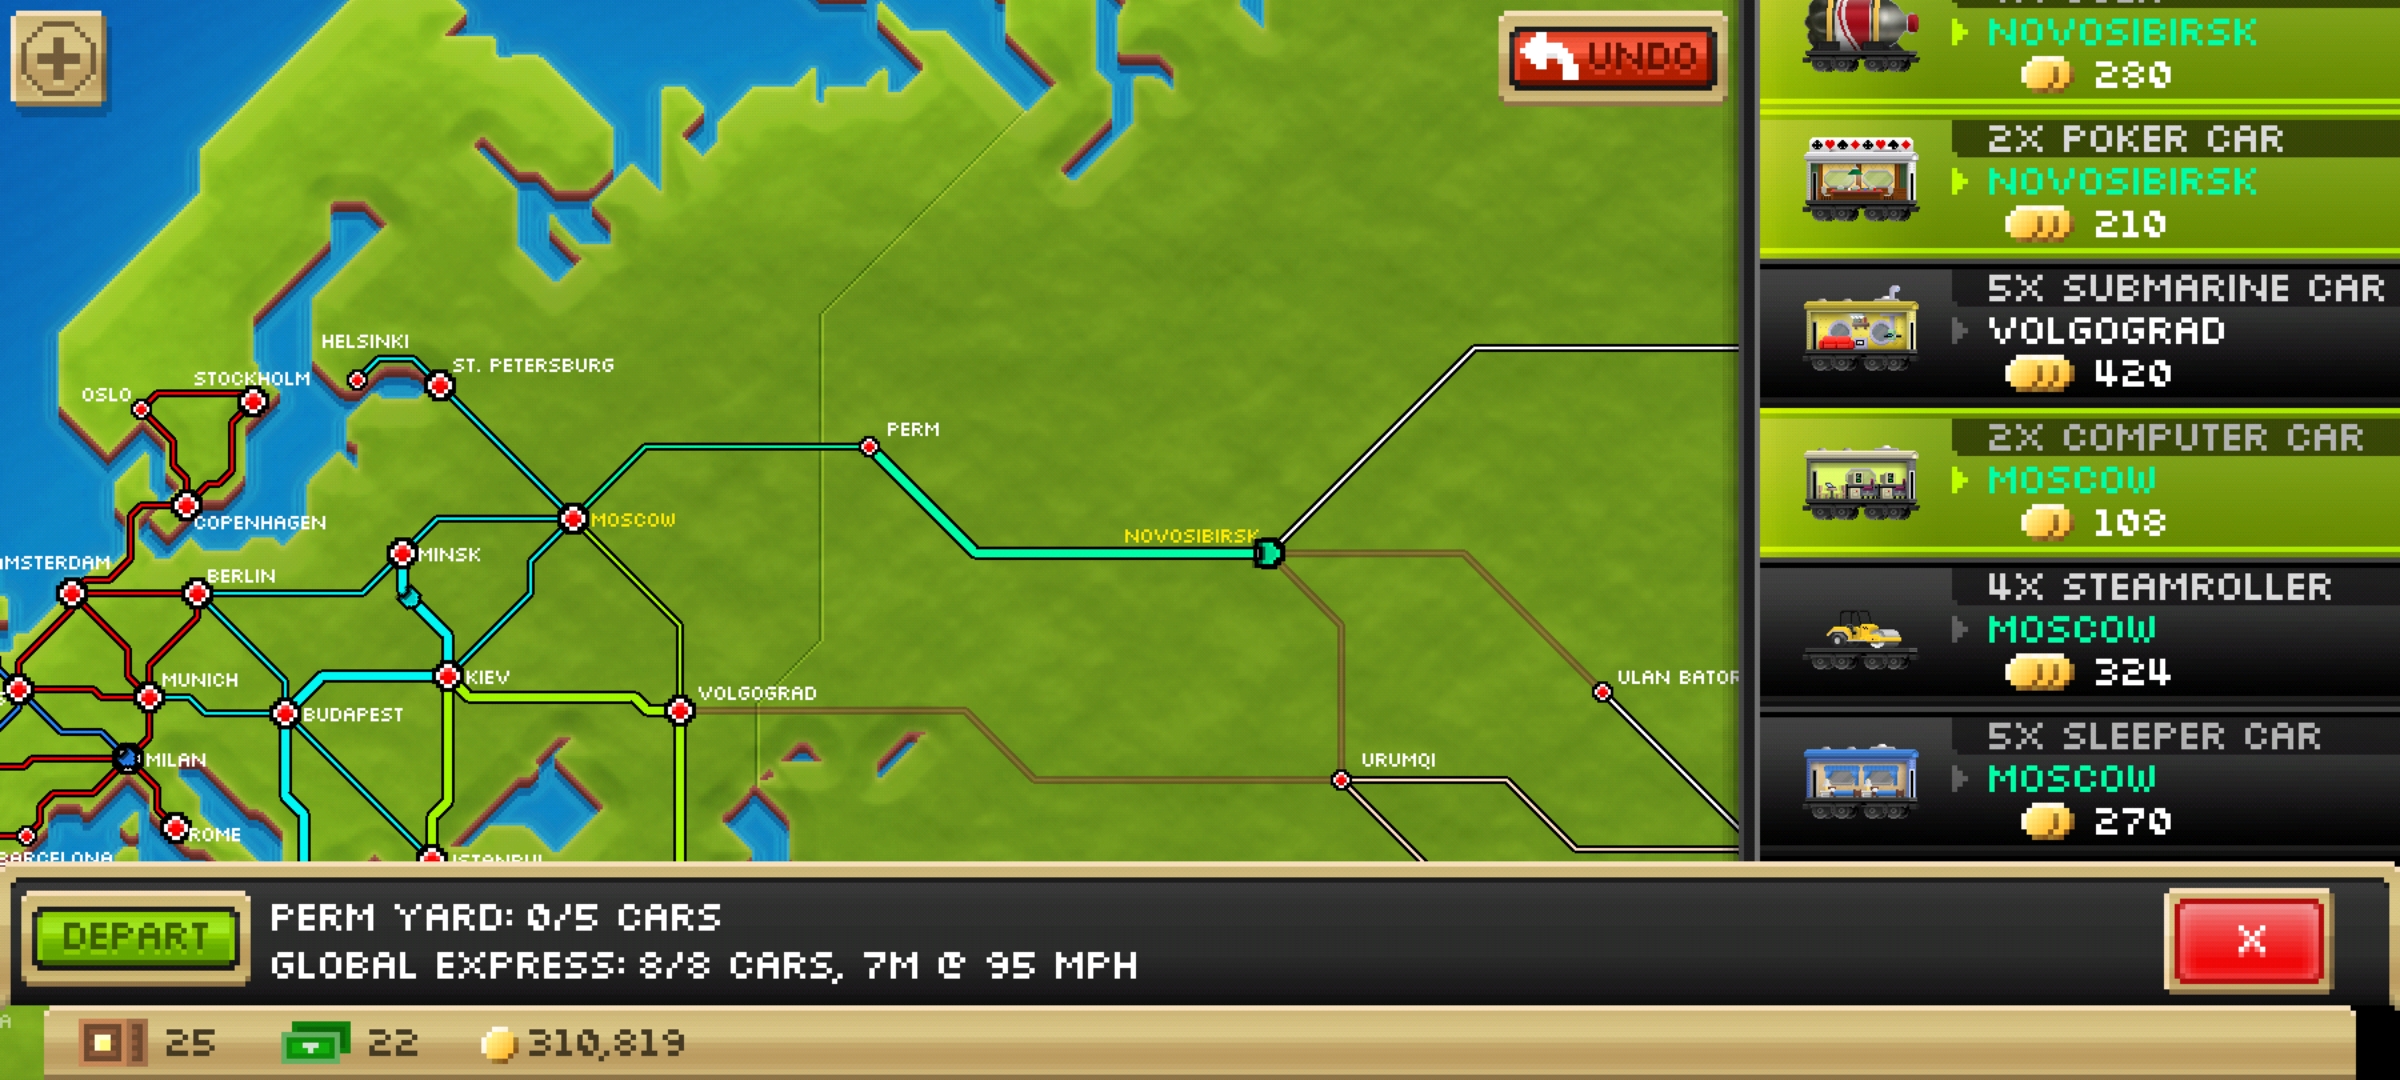 UNDO
HELSINKI
ST. PETERSBURG
STOCKHOLM
OSLO
PERM
COPENHAGEN
MOSCOW
NOVOSIBIRSK
MINSK
AMSTERDAM
BERLIN
MUNICH
KIEV
VOLGOGRAD
ULAN BATOR
BUDAPEST
MILAN
URUMQI
ROME
BARCELONA
ISTANBUL
NOVOSIBIRSK
280
2X POKER CAR
NOVOSIBIRSK
210
5X SUBMARINE CAR
VOLGOGRAD
420
2X COMPUTER CAR
MOSCOW
108
4X STEAMROLLER
MOSCOW
324
5X SLEEPER CAR
MOSCOW
270
DEPART
PERM YARD: 0/5 CARS
GLOBAL EXPRESS: 8/8 CARS, 7M @ 95 MPH
X
25
22
310,819